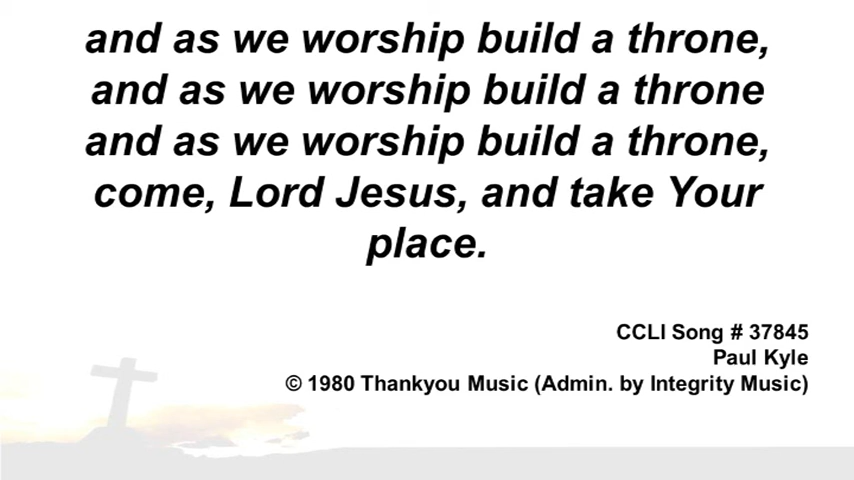 and as we worship build a throne,
and as we worship build a throne
and as we worship build a throne,
come, Lord Jesus, and take Your
place.
CCLI Song # 37845
Paul Kyle
© 1980 Thankyou Music (Admin. by Integrity Music)